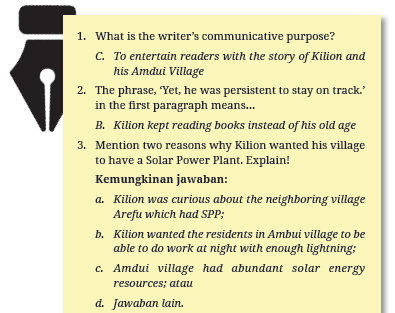 1. What is the writer's communicative purpose?
C. To entertain readers with the story of Kilion and
his Amdui Village
2. The phrase, 'Yet, he was persistent to stay on track.'
in the first paragraph means...
B. Kilion kept reading books instead of his old age
3. Mention two reasons why Kilion wanted his village
to have a Solar Power Plant. Explain!
Kemungkinan jawaban:
a. Kilion was curious about the neighboring village
Arefu which had SPP;
b. Kilion wanted the residents in Ambui village to be
able to do work at night with enough lightning;
c. Amdui village had abundant solar energy
resources; atau
d. Jawaban lain.